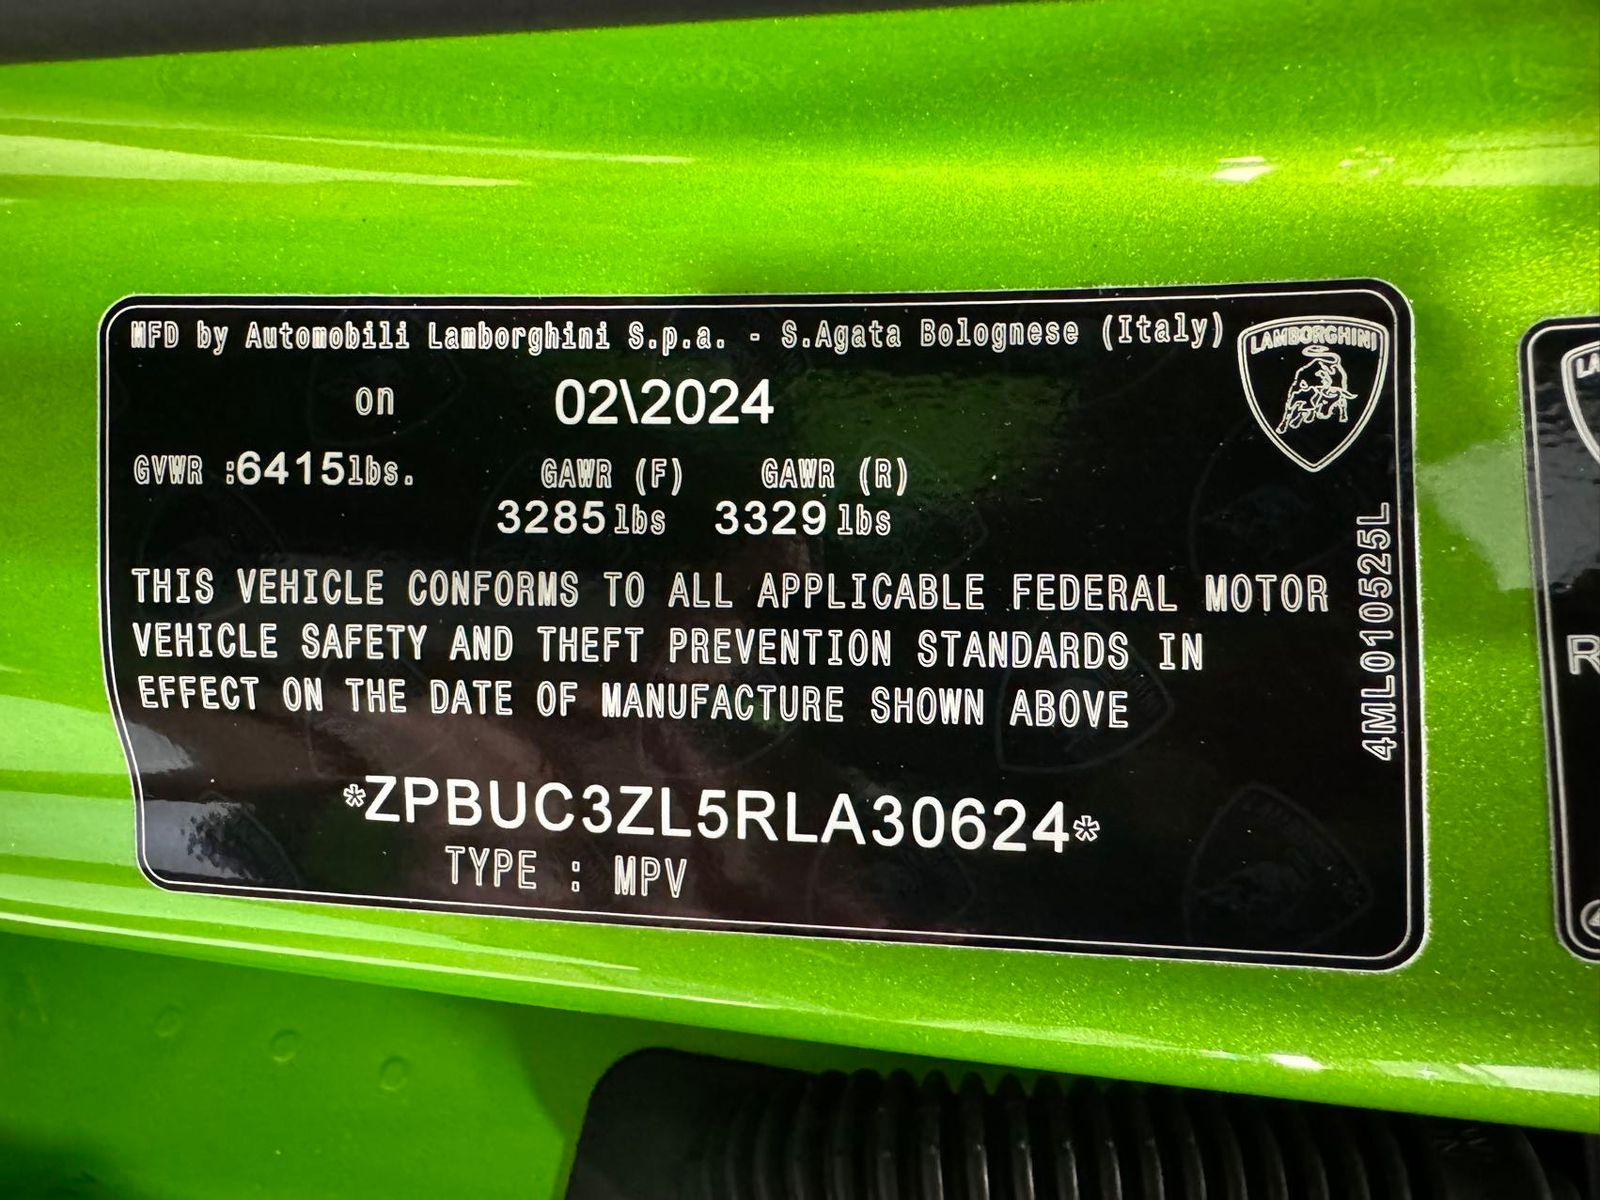 MFD by Automobili Lamborghini S.p.a. - S.Agata Bolognese (Italy)
LAMBORGHINI
on 02\2024
GVWR :6415lbs. GAWR (F) GAWR (R)
3285lbs 3329lbs
THIS VEHICLE CONFORMS TO ALL APPLICABLE FEDERAL MOTOR
VEHICLE SAFETY AND THEFT PREVENTION STANDARDS IN
EFFECT ON THE DATE OF MANUFACTURE SHOWN ABOVE
*ZPBUC3ZL5RLA30624*
TYPE : MPV
4ML010525L
LA
R